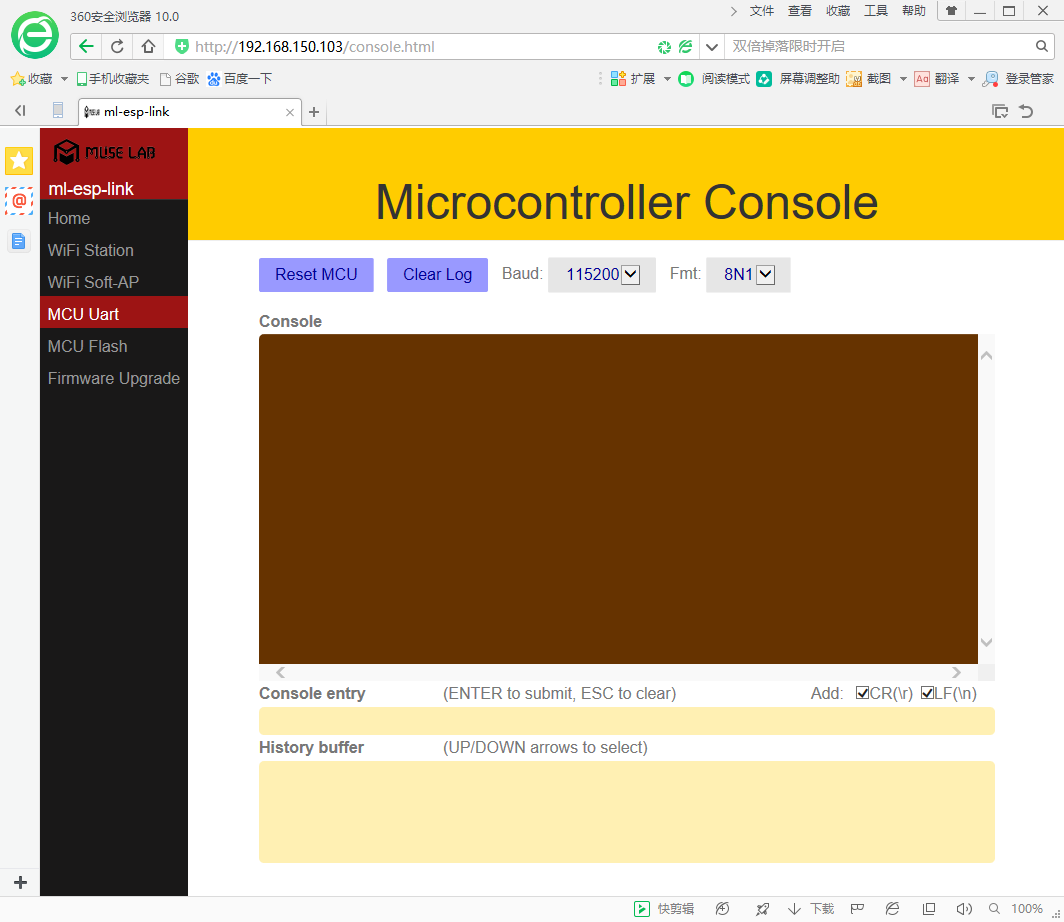 360安全浏览器 10.0
文件 查看 收藏 工具 帮助
http://192.168.150.103/console.html
双倍掉落限时开启
收藏 手机收藏夹 谷歌 百度一下
扩展 阅读模式 屏幕调整助 截图 Aa 翻译 登录管家
ml-esp-link
MUSE LAB
ml-esp-link
Home
WiFi Station
WiFi Soft-AP
MCU Uart
MCU Flash
Firmware Upgrade
Microcontroller Console
Reset MCU Clear Log Baud: 115200 Fmt: 8N1
Console
Console entry (ENTER to submit, ESC to clear) Add: CR(\r) LF(\n)
History buffer (UP/DOWN arrows to select)
快剪辑 下载 100%